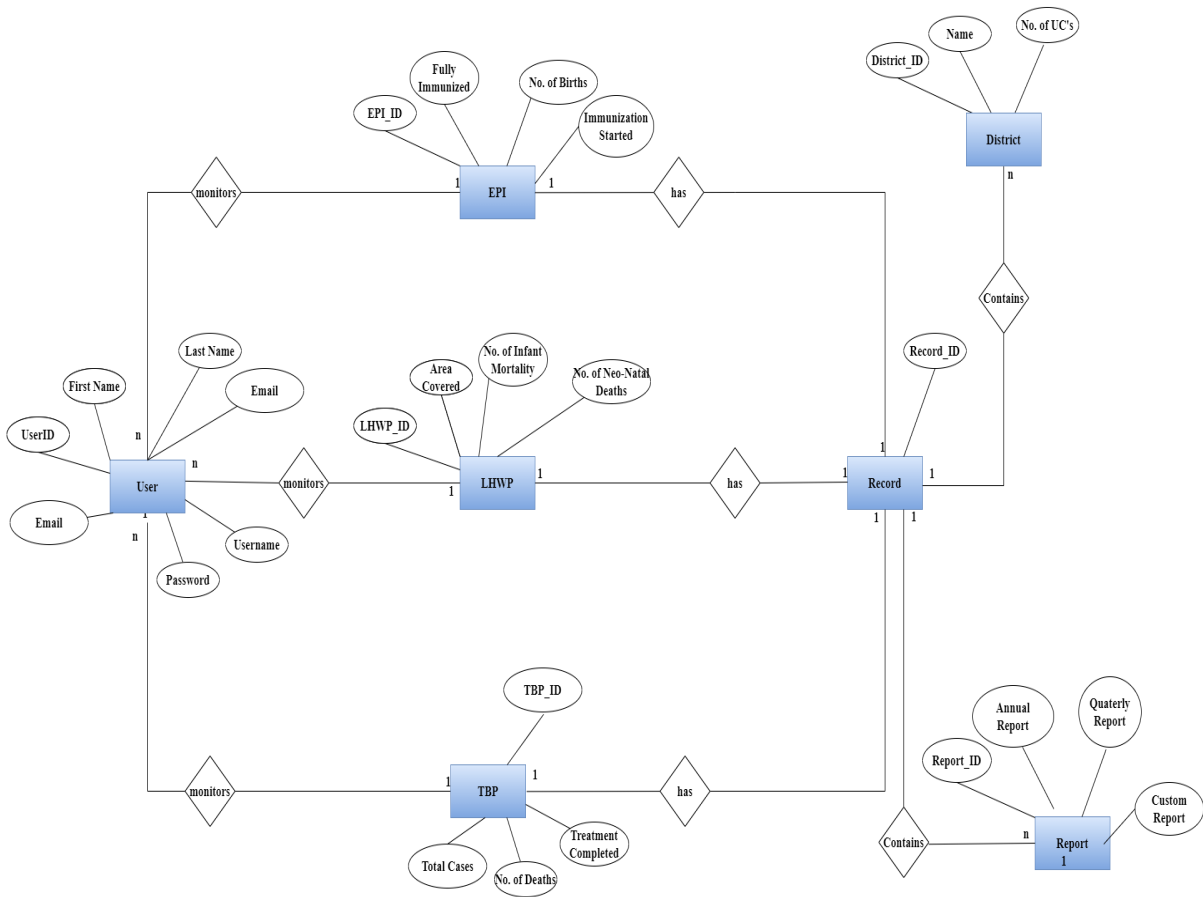 No. of UC's
Name
District_ID
District
n
Contains
Fully
Immunized
No. of Births
EPI_ID
Immunization
Started
monitors
1
EPI
1
has
Last Name
First Name
Email
UserID
n
n
User
Email
1
n
Username
Password
monitors
No. of Infant
Mortality
Area
Covered
No. of Neo-Natal
Deaths
LHWP_ID
1
LHWP
1
has
Record_ID
1
1
Record
1
1
1
TBP_ID
monitors
1
TBP
1
has
Total Cases
No. of Deaths
Treatment
Completed
Annual
Report
Quaterly
Report
Report_ID
Custom
Report
Contains
n
Report
1